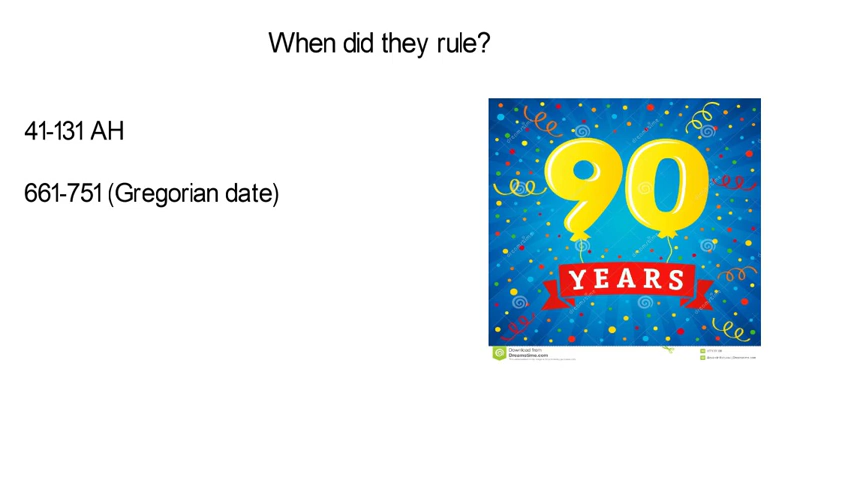 When did they rule?
41-131 AH
661-751 (Gregorian date)
90
YEARS
Download from
Dreamstime.com